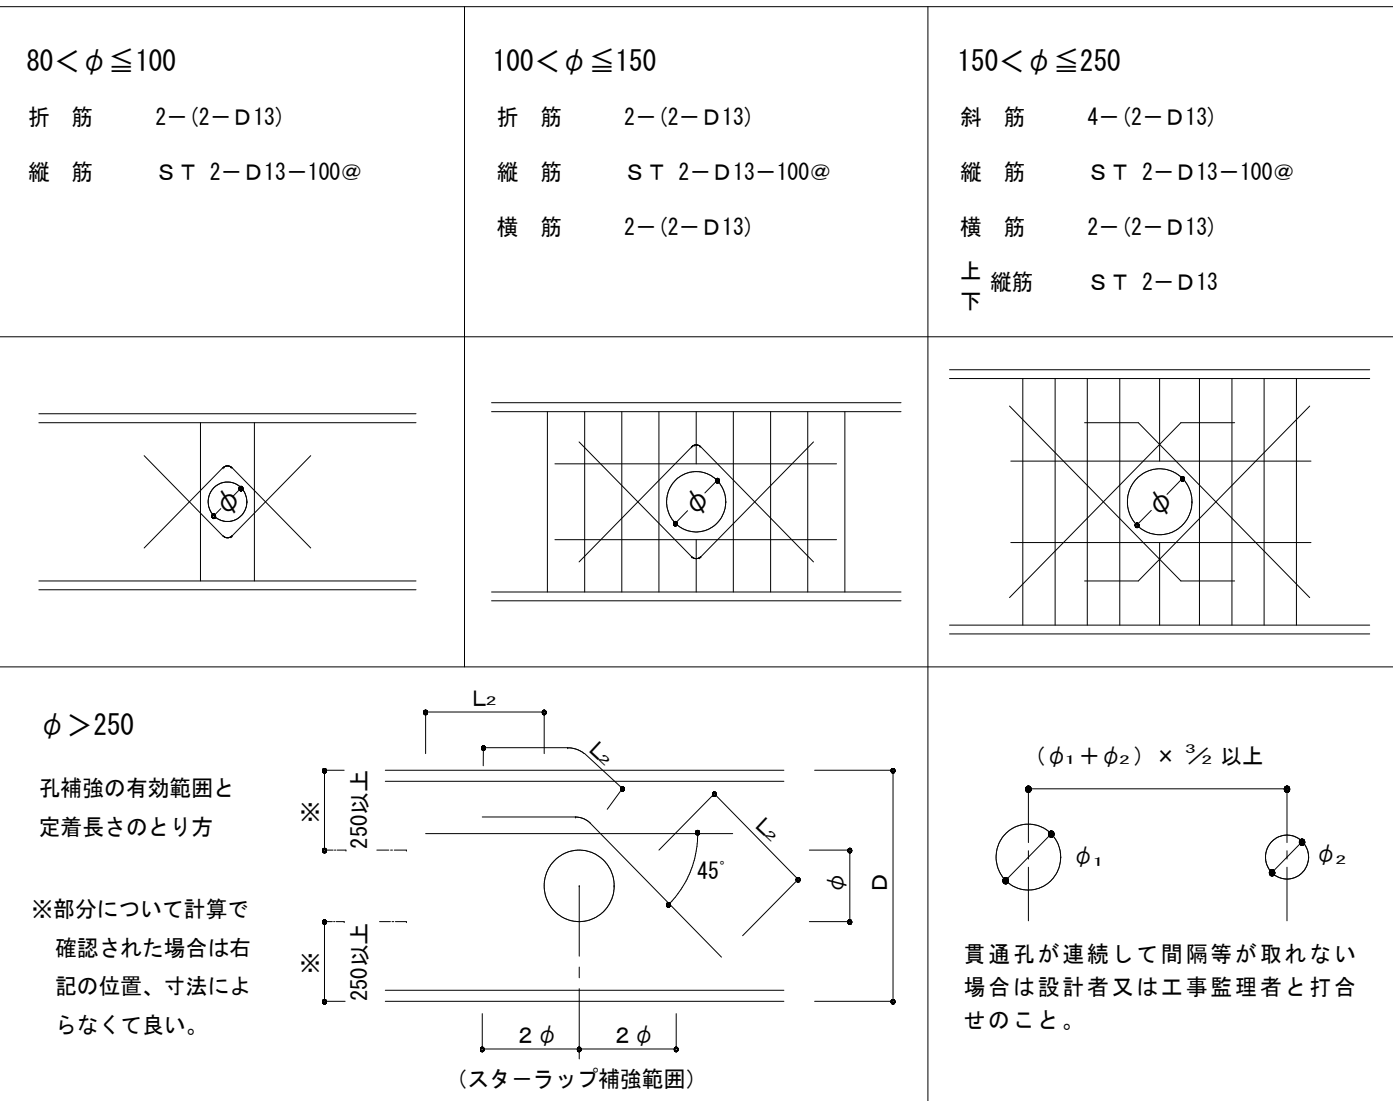 80＜φ≦100
折　筋　2－(2－D13)
縦　筋　ST 2－D13－100@
100＜φ≦150
折　筋　2－(2－D13)
縦　筋　ST 2－D13－100@
横　筋　2－(2－D13)
150＜φ≦250
斜　筋　4－(2－D13)
縦　筋　ST 2－D13－100@
横　筋　2－(2－D13)
上下 縦筋　ST 2－D13
φ
φ
φ
φ＞250
孔補強の有効範囲と
定着長さのとり方
※部分について計算で
確認された場合は右
記の位置、寸法によ
らなくて良い。
L₂
L₂
※
250以上
L₂
45°
φ
D
※
250以上
2φ
2φ
(スターラップ補強範囲)
(φ₁＋φ₂) × ³⁄₂ 以上
φ₁
φ₂
貫通孔が連続して間隔等が取れない
場合は設計者又は工事監理者と打合
せのこと。